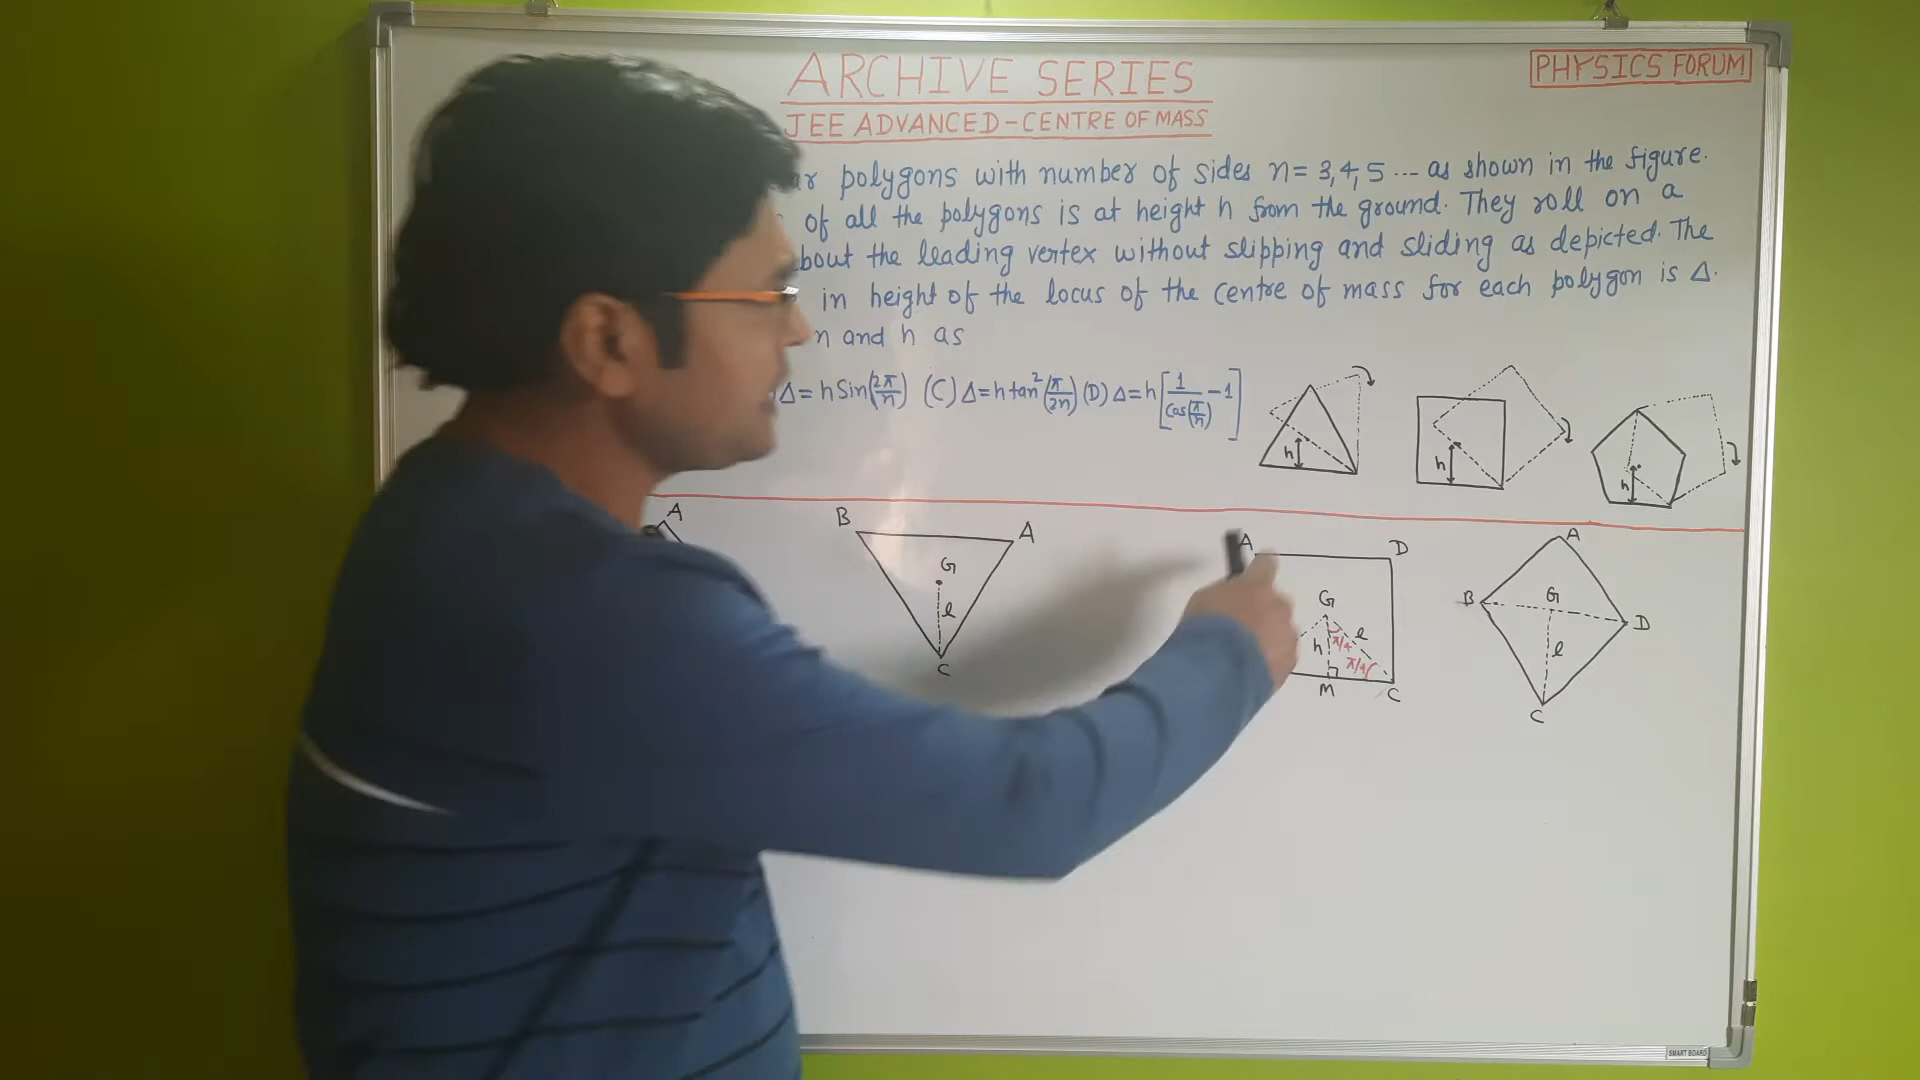 ARCHIVE SERIES
PHYSICS FORUM
JEE ADVANCED-CENTRE OF MASS
polygons with number of sides n= 3,4,5 --- as shown in the figure.
of all the polygons is at height h from the ground. They roll on a
the leading vertex without slipping and sliding as depicted. The
in height of the locus of the centre of mass for each polygon is Δ.
n and h as
Δ=h Sin(2π/n) (C) Δ=h tan²(π/2n) (D) Δ=h[1/Cos(π/n) -1]
h
h
h
A
B
A
G
l
C
A
D
G
h
l
π/4
π/4
M
C
A
B
G
D
l
C
SMART BOARD